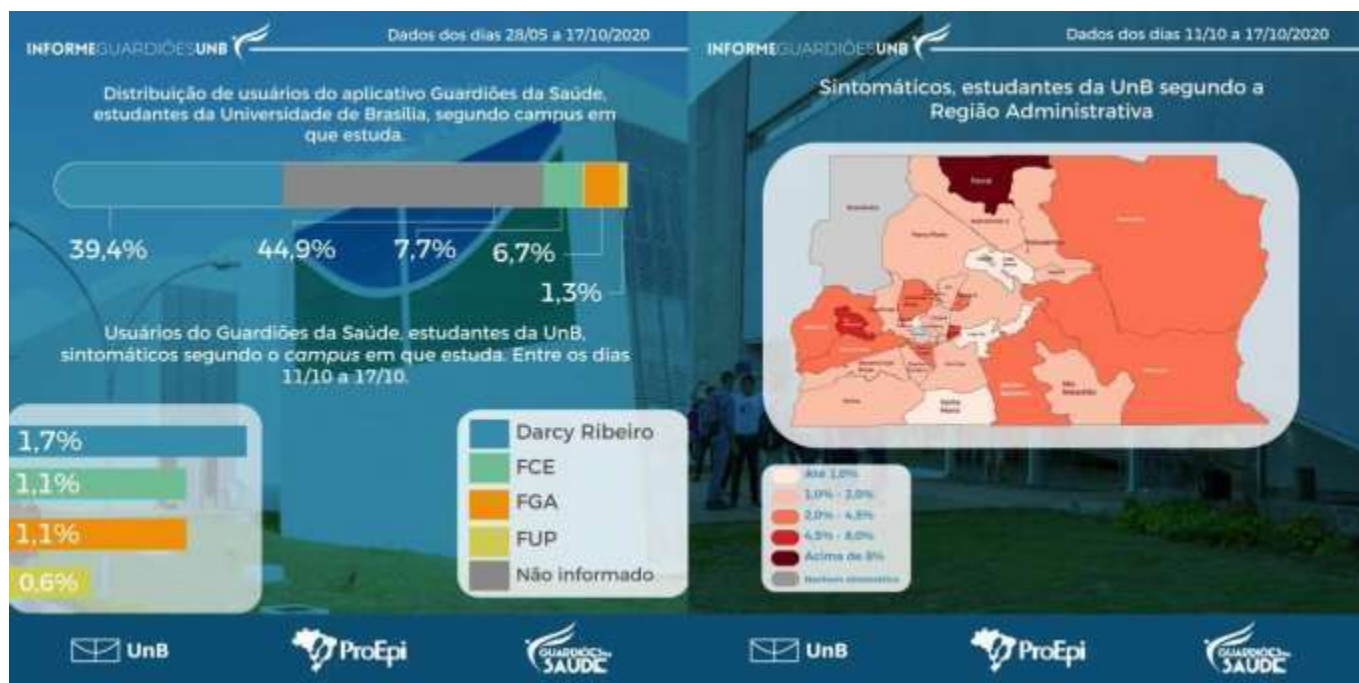 INFORMEGUARDIÕESUNB
Dados dos dias 28/05 a 17/10/2020
Distribuição de usuários do aplicativo Guardiões da Saúde,
estudantes da Universidade de Brasília, segundo campus em
que estuda.
39,4%
44,9%
7,7%
6,7%
1,3%
Usuários do Guardiões da Saúde, estudantes da UnB,
sintomáticos segundo o campus em que estuda. Entre os dias
11/10 a 17/10.
1,7%
1,1%
1,1%
0,6%
Darcy Ribeiro
FCE
FGA
FUP
Não informado
UnB
ProEpi
GUARDIÕES DA
SAÚDE
INFORMEGUARDIÕESUNB
Dados dos dias 11/10 a 17/10/2020
Sintomáticos, estudantes da UnB segundo a
Região Administrativa
Santa
Maria
São
Sebastião
Até 1,0%
1,0% - 2,0%
2,0% - 4,5%
4,5% - 8,0%
Acima de 8%
Nenhum sintomático
UnB
ProEpi
GUARDIÕES DA
SAÚDE